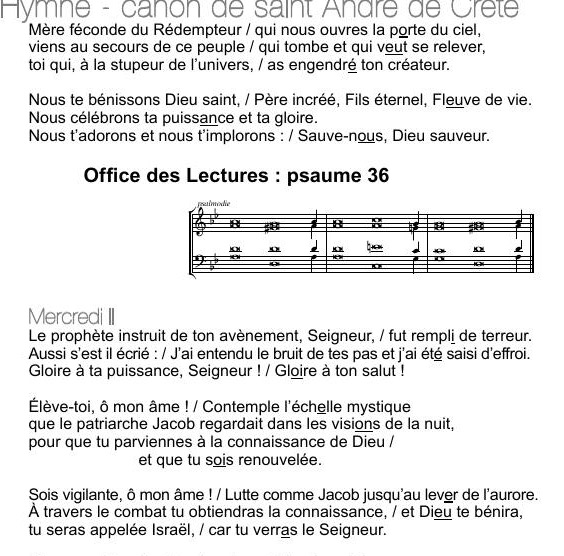 Hymne - canon de saint André de Crète
Mère féconde du Rédempteur / qui nous ouvres la porte du ciel,
viens au secours de ce peuple / qui tombe et qui veut se relever,
toi qui, à la stupeur de l'univers, / as engendré ton créateur.
Nous te bénissons Dieu saint, / Père incréé, Fils éternel, Fleuve de vie.
Nous célébrons ta puissance et ta gloire.
Nous t'adorons et nous t'implorons : / Sauve-nous, Dieu sauveur.
Office des Lectures : psaume 36
psalmodie
Mercredi II
Le prophète instruit de ton avènement, Seigneur, / fut rempli de terreur.
Aussi s'est il écrié : / J'ai entendu le bruit de tes pas et j'ai été saisi d'effroi.
Gloire à ta puissance, Seigneur ! / Gloire à ton salut !
Élève-toi, ô mon âme ! / Contemple l'échelle mystique
que le patriarche Jacob regardait dans les visions de la nuit,
pour que tu parviennes à la connaissance de Dieu /
et que tu sois renouvelée.
Sois vigilante, ô mon âme ! / Lutte comme Jacob jusqu'au lever de l'aurore.
À travers le combat tu obtiendras la connaissance, / et Dieu te bénira,
tu seras appelée Israël, / car tu verras le Seigneur.